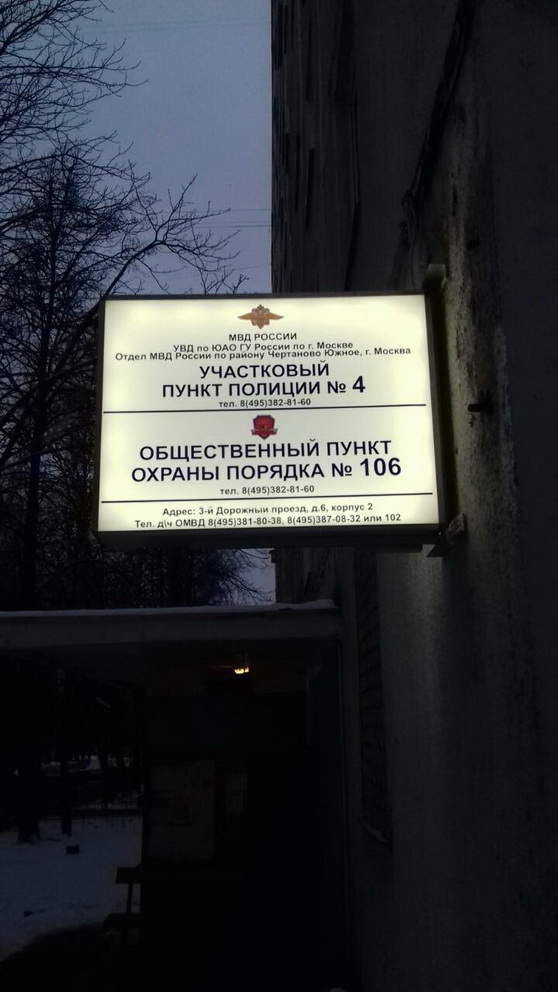 МВД РОССИИ
УВД по ЮАО ГУ России по г. Москве
Отдел МВД России по району Чертаново Южное, г. Москва
УЧАСТКОВЫЙ
ПУНКТ ПОЛИЦИИ № 4
тел. 8(495)382-81-60
ОБЩЕСТВЕННЫЙ ПУНКТ
ОХРАНЫ ПОРЯДКА № 106
тел. 8(495)382-81-60
Адрес: 3-й Дорожный проезд, д.6, корпус 2
Тел. д\ч ОМВД 8(495)381-80-38, 8(495)387-08-32 или 102